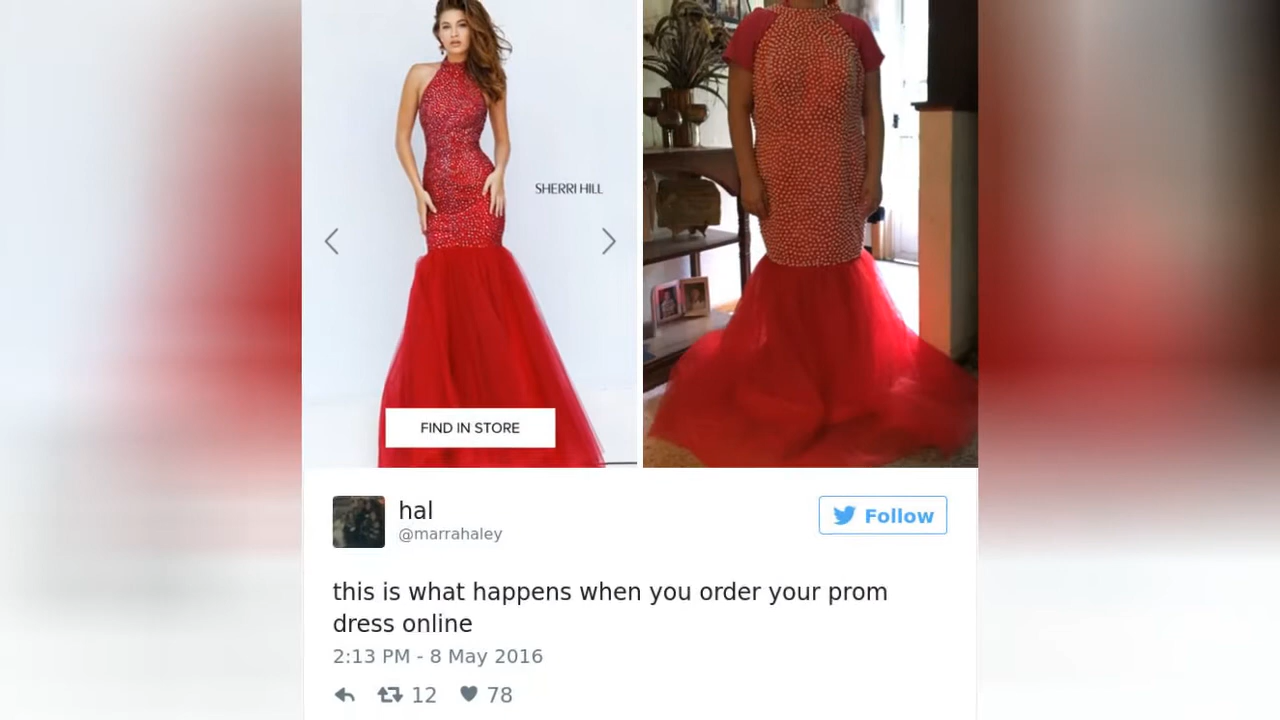 SHERRI HILL
FIND IN STORE
hal
@marrahaley
Follow
this is what happens when you order your prom
dress online
2:13 PM - 8 May 2016
12 78